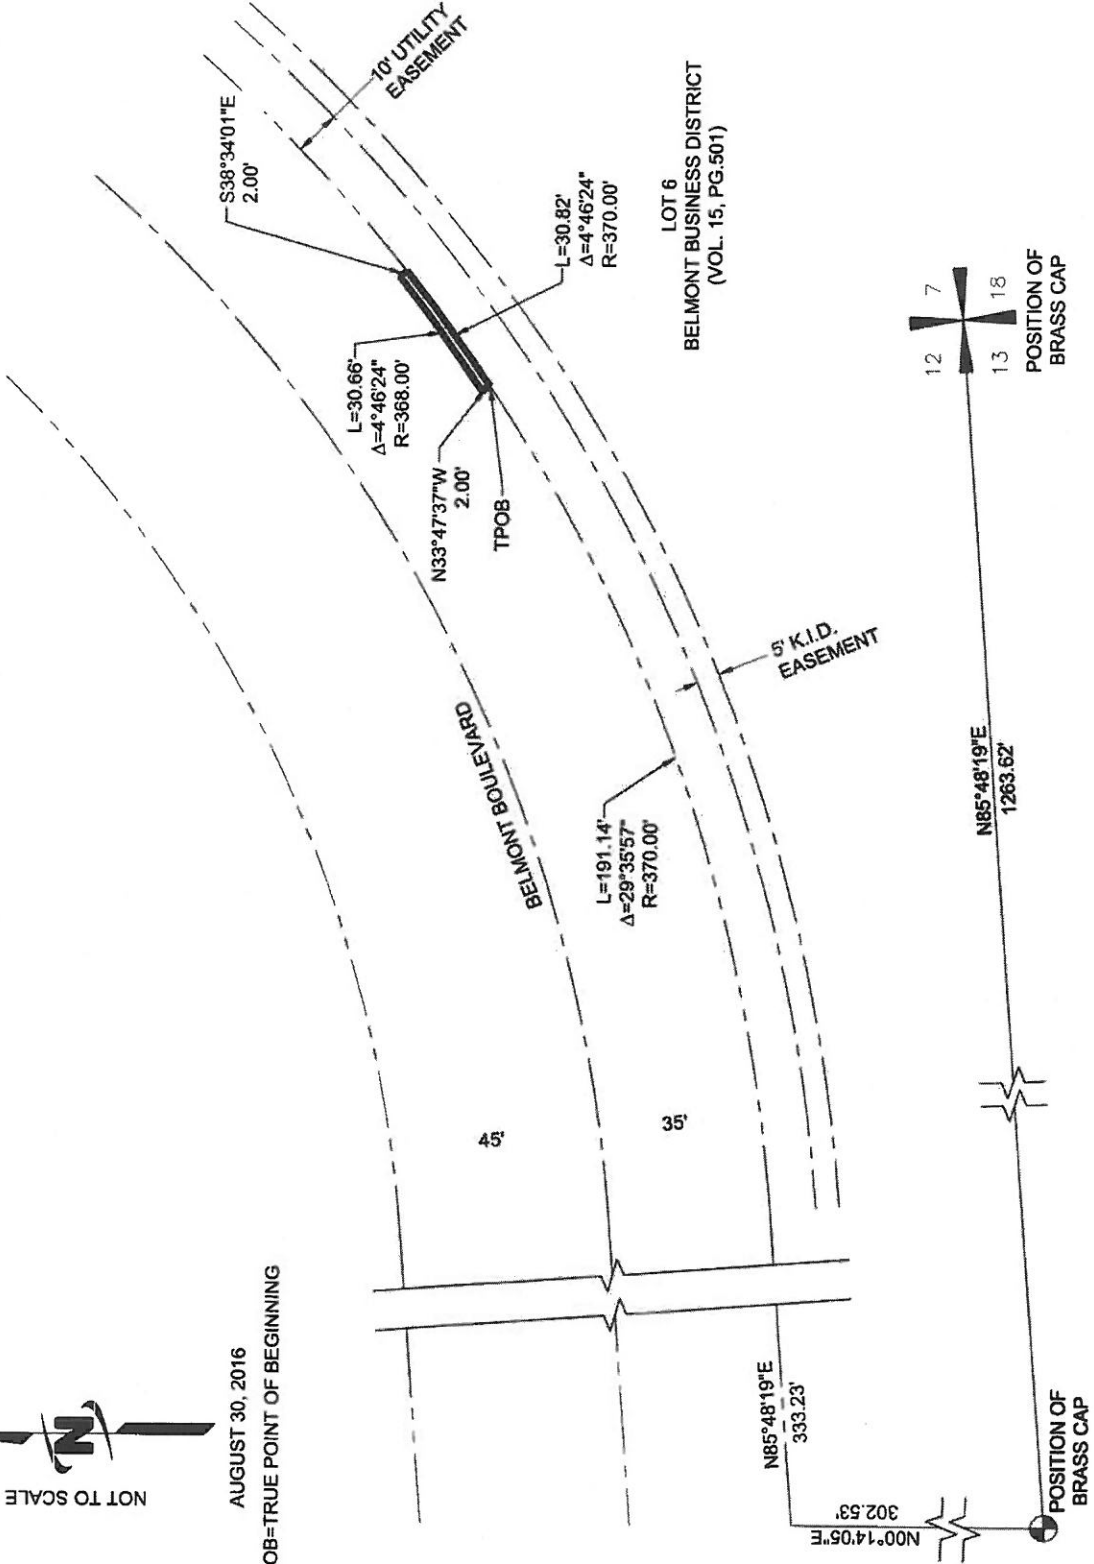 NOT TO SCALE
N
AUGUST 30, 2016
OB=TRUE POINT OF BEGINNING
10' UTILITY
EASEMENT
S38°34'01"E
2.00'
L=30.66'
Δ=4°46'24"
R=368.00'
L=30.82'
Δ=4°46'24"
R=370.00'
N33°47'37"W
2.00'
TPOB
LOT 6
BELMONT BUSINESS DISTRICT
(VOL. 15, PG.501)
BELMONT BOULEVARD
5' K.I.D.
EASEMENT
L=191.14'
Δ=29°35'57"
R=370.00'
45'
35'
12 7
13 18
POSITION OF
BRASS CAP
N85°48'19"E
1263.62'
N85°48'19"E
333.23'
N00°14'05"E
302.53'
POSITION OF
BRASS CAP